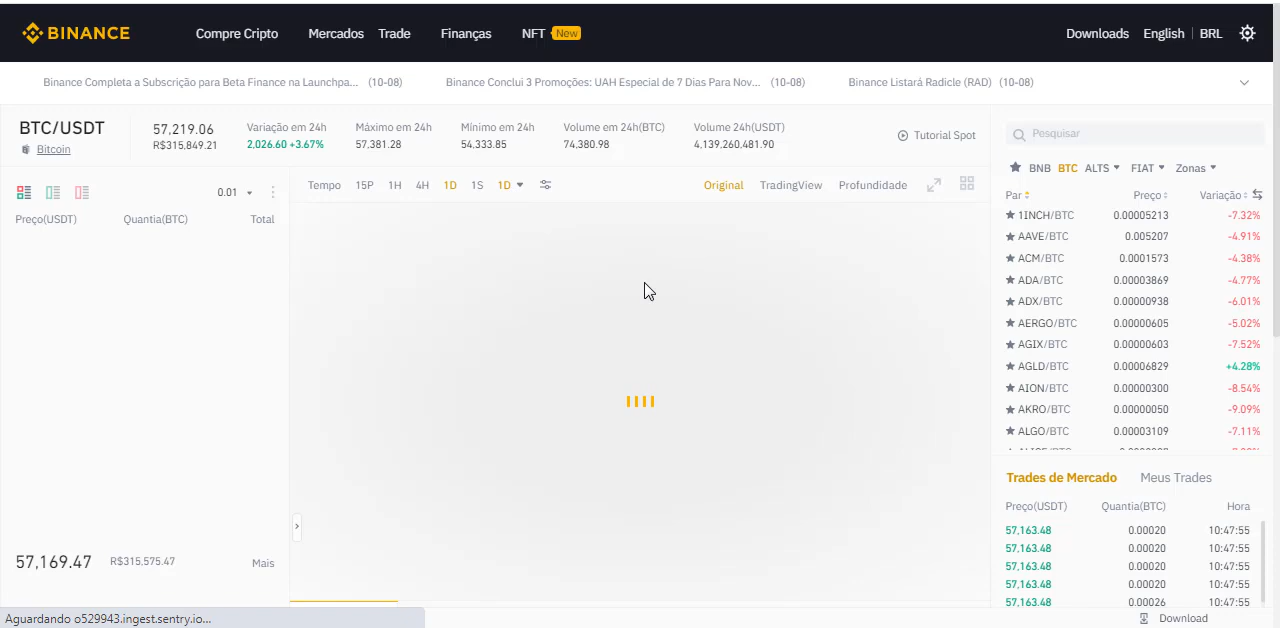 BINANCE Compre Cripto Mercados Trade Finanças NFT New Downloads English BRL
Binance Completa a Subscrição para Beta Finance na Launchpa... (10-08) Binance Conclui 3 Promoções: UAH Especial de 7 Dias Para Nov... (10-08) Binance Listará Radicle (RAD) (10-08)
BTC/USDT
Bitcoin
57,219.06
R$315,849.21
Variação em 24h
2,026.60 +3.67%
Máximo em 24h
57,381.28
Mínimo em 24h
54,333.85
Volume em 24h(BTC)
74,380.98
Volume 24h(USDT)
4,139,260,481.90
Tutorial Spot
0.01
Preço(USDT) Quantia(BTC) Total
57,169.47 R$315,575.47 Mais
Tempo 15P 1H 4H 1D 1S 1D Original TradingView Profundidade
Pesquisar
BNB BTC ALTS FIAT Zonas
Par Preço Variação
1INCH/BTC 0.00005213 -7.32%
AAVE/BTC 0.005207 -4.91%
ACM/BTC 0.0001573 -4.38%
ADA/BTC 0.00003869 -4.77%
ADX/BTC 0.00000938 -6.01%
AERGO/BTC 0.00000605 -5.02%
AGIX/BTC 0.00000603 -7.52%
AGLD/BTC 0.00006829 +4.28%
AION/BTC 0.00000300 -8.54%
AKRO/BTC 0.00000050 -9.09%
ALGO/BTC 0.00003109 -7.11%
Trades de Mercado Meus Trades
Preço(USDT) Quantia(BTC) Hora
57,163.48 0.00020 10:47:55
57,163.48 0.00020 10:47:55
57,163.48 0.00020 10:47:55
57,163.48 0.00020 10:47:55
57,163.48 0.00026 10:47:55
Download
Aguardando o529943.ingest.sentry.io...